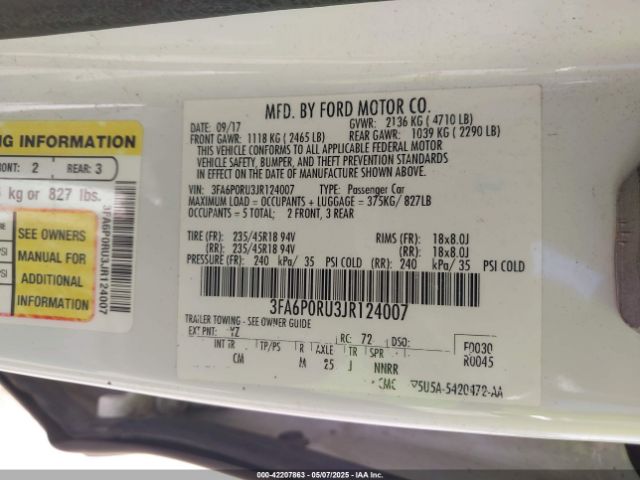 NG INFORMATION
RONT: 2 REAR: 3
kg or 827 lbs.
SEE OWNERS
MANUAL FOR
ADDITIONAL
INFORMATION
3FA6P0RU3JR124007
MFD. BY FORD MOTOR CO.
DATE: 09/17 GVWR: 2136 KG ( 4710 LB)
FRONT GAWR: 1118 KG ( 2465 LB) REAR GAWR: 1039 KG ( 2290 LB)
THIS VEHICLE CONFORMS TO ALL APPLICABLE FEDERAL MOTOR
VEHICLE SAFETY, BUMPER, AND THEFT PREVENTION STANDARDS
IN EFFECT ON THE DATE OF MANUFACTURE SHOWN ABOVE.
VIN: 3FA6P0RU3JR124007 TYPE: Passenger Car
MAXIMUM LOAD = OCCUPANTS + LUGGAGE = 375KG/ 827LB
OCCUPANTS = 5 TOTAL; 2 FRONT, 3 REAR
TIRE (FR): 235/45R18 94V RIMS (FR): 18x8.0J
(RR): 235/45R18 94V (RR): 18x8.0J
PRESSURE (FR): 240 kPa/ 35 PSI COLD (RR): 240 kPa/ 35 PSI COLD
3FA6P0RU3JR124007
TRAILER TOWING - SEE OWNER GUIDE
EXT PNT: YZ RC: 72 DSO: F0030
INT TR TP/PS R AXLE TR SPR R0045
CM M 25 J NNRR
5U5A-5420472-AA
000-42207863 - 05/07/2025 - IAA Inc.